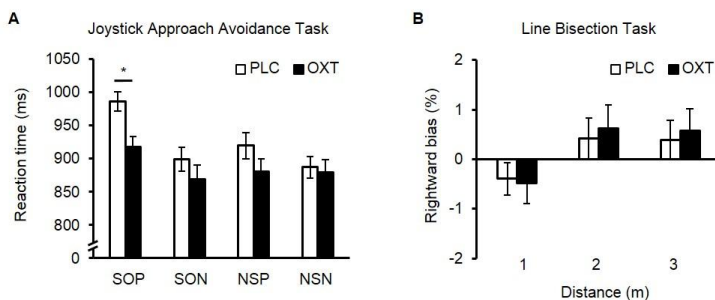 A
Joystick Approach Avoidance Task
Reaction time (ms)
1050
1000
950
900
850
800
0
PLC
OXT
*
SOP
SON
NSP
NSN
B
Line Bisection Task
Rightward bias (%)
2
1
0
-1
-2
PLC
OXT
1
2
3
Distance (m)